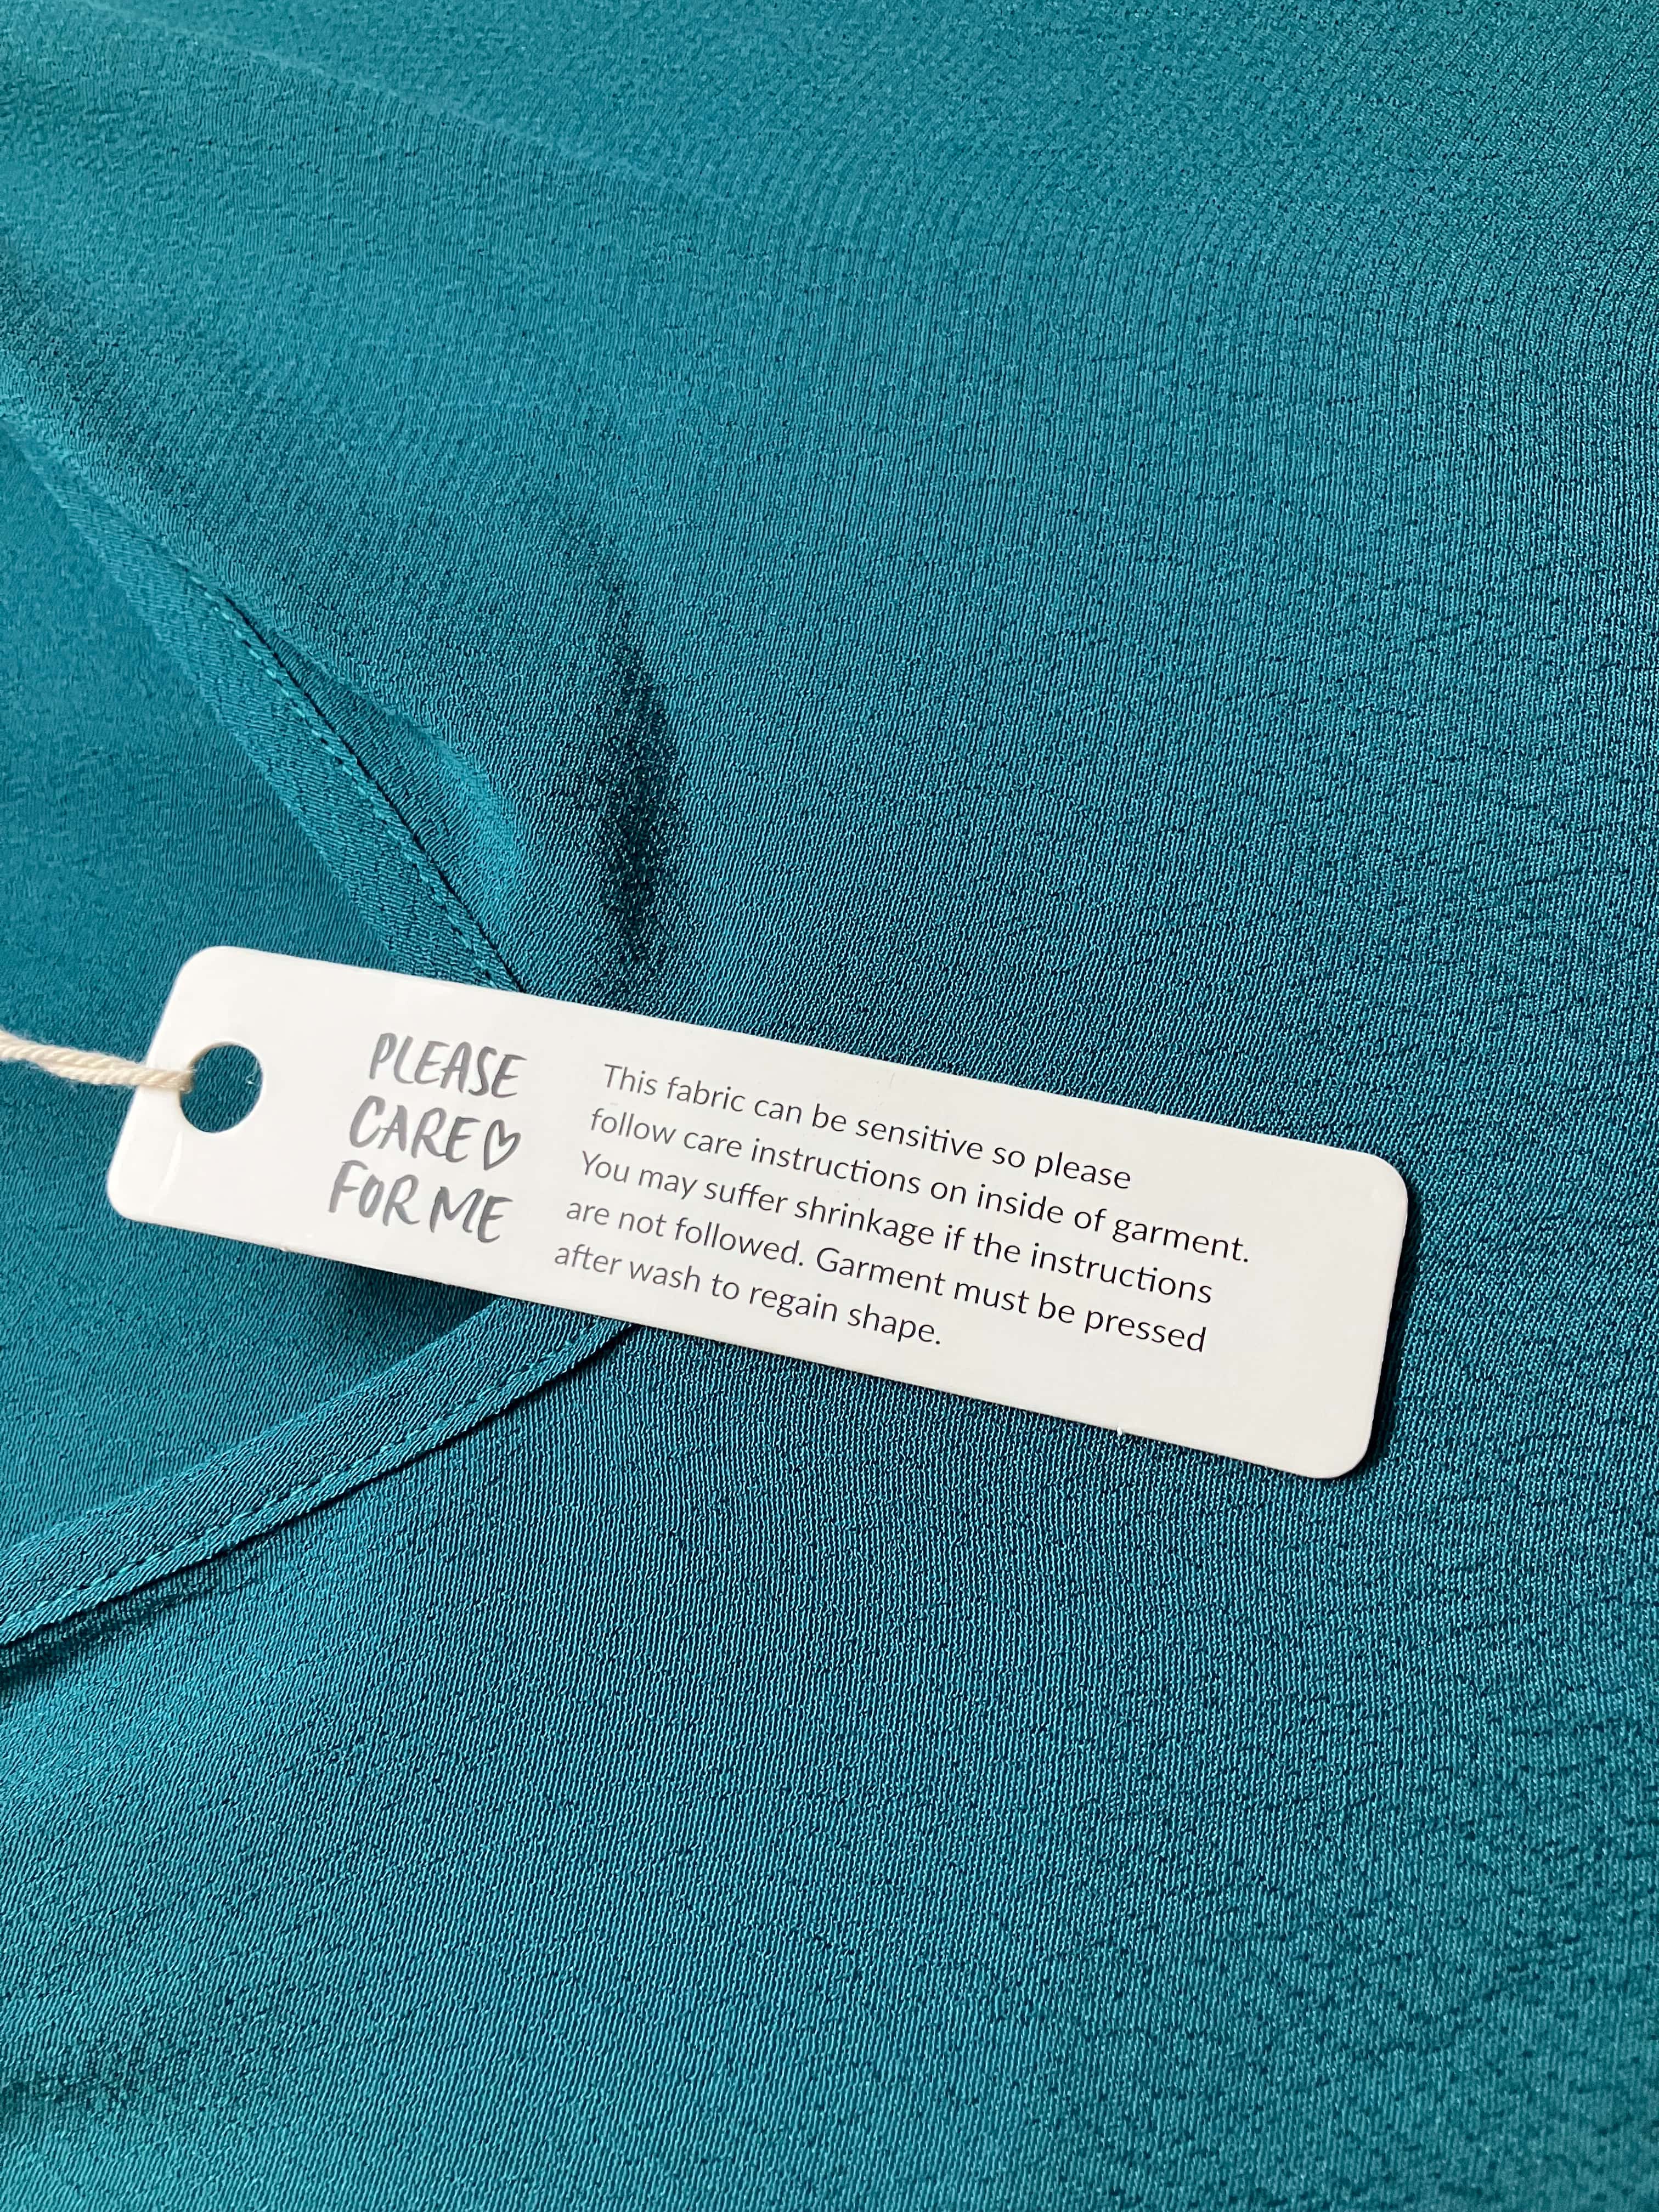 PLEASE
CARE♡
FOR ME
This fabric can be sensitive so please
follow care instructions on inside of garment.
You may suffer shrinkage if the instructions
are not followed. Garment must be pressed
after wash to regain shape.